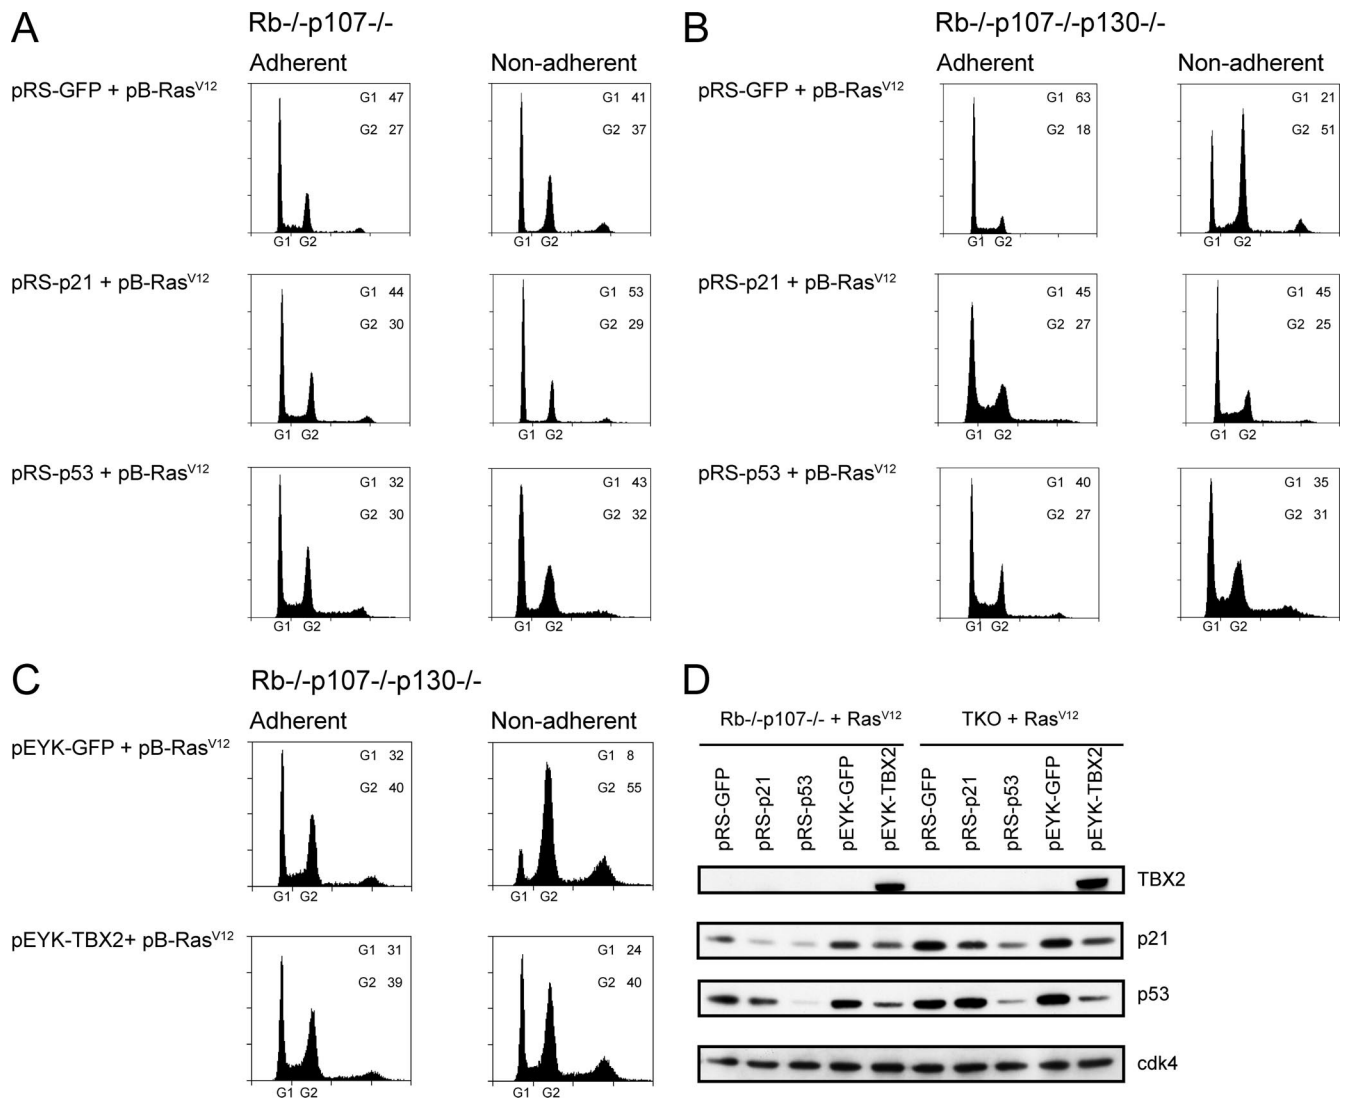 A
Rb-/-p107-/-
Adherent
Non-adherent
pRS-GFP + pB-RasV12
G1 47
G2 27
G1 G2
G1 41
G2 37
G1 G2
pRS-p21 + pB-RasV12
G1 44
G2 30
G1 G2
G1 53
G2 29
G1 G2
pRS-p53 + pB-RasV12
G1 32
G2 30
G1 G2
G1 43
G2 32
G1 G2
B
Rb-/-p107-/-p130-/-
Adherent
Non-adherent
pRS-GFP + pB-RasV12
G1 63
G2 18
G1 G2
G1 21
G2 51
G1 G2
pRS-p21 + pB-RasV12
G1 45
G2 27
G1 G2
G1 45
G2 25
G1 G2
pRS-p53 + pB-RasV12
G1 40
G2 27
G1 G2
G1 35
G2 31
G1 G2
C
Rb-/-p107-/-p130-/-
Adherent
Non-adherent
pEYK-GFP + pB-RasV12
G1 32
G2 40
G1 G2
G1 8
G2 55
G1 G2
pEYK-TBX2+ pB-RasV12
G1 31
G2 39
G1 G2
G1 24
G2 40
G1 G2
D
Rb-/-p107-/- + RasV12
TKO + RasV12
pRS-GFP
pRS-p21
pRS-p53
pEYK-GFP
pEYK-TBX2
pRS-GFP
pRS-p21
pRS-p53
pEYK-GFP
pEYK-TBX2
TBX2
p21
p53
cdk4